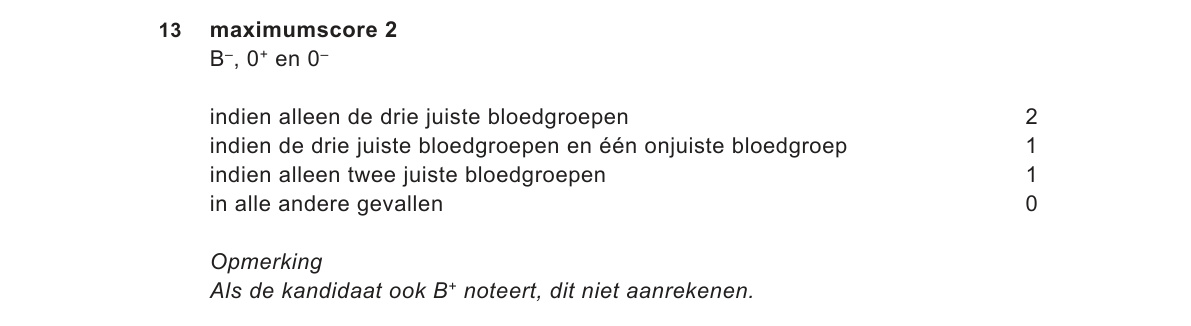 13 maximumscore 2
B⁻, 0⁺ en 0⁻
indien alleen de drie juiste bloedgroepen 2
indien de drie juiste bloedgroepen en één onjuiste bloedgroep 1
indien alleen twee juiste bloedgroepen 1
in alle andere gevallen 0
Opmerking
Als de kandidaat ook B⁺ noteert, dit niet aanrekenen.